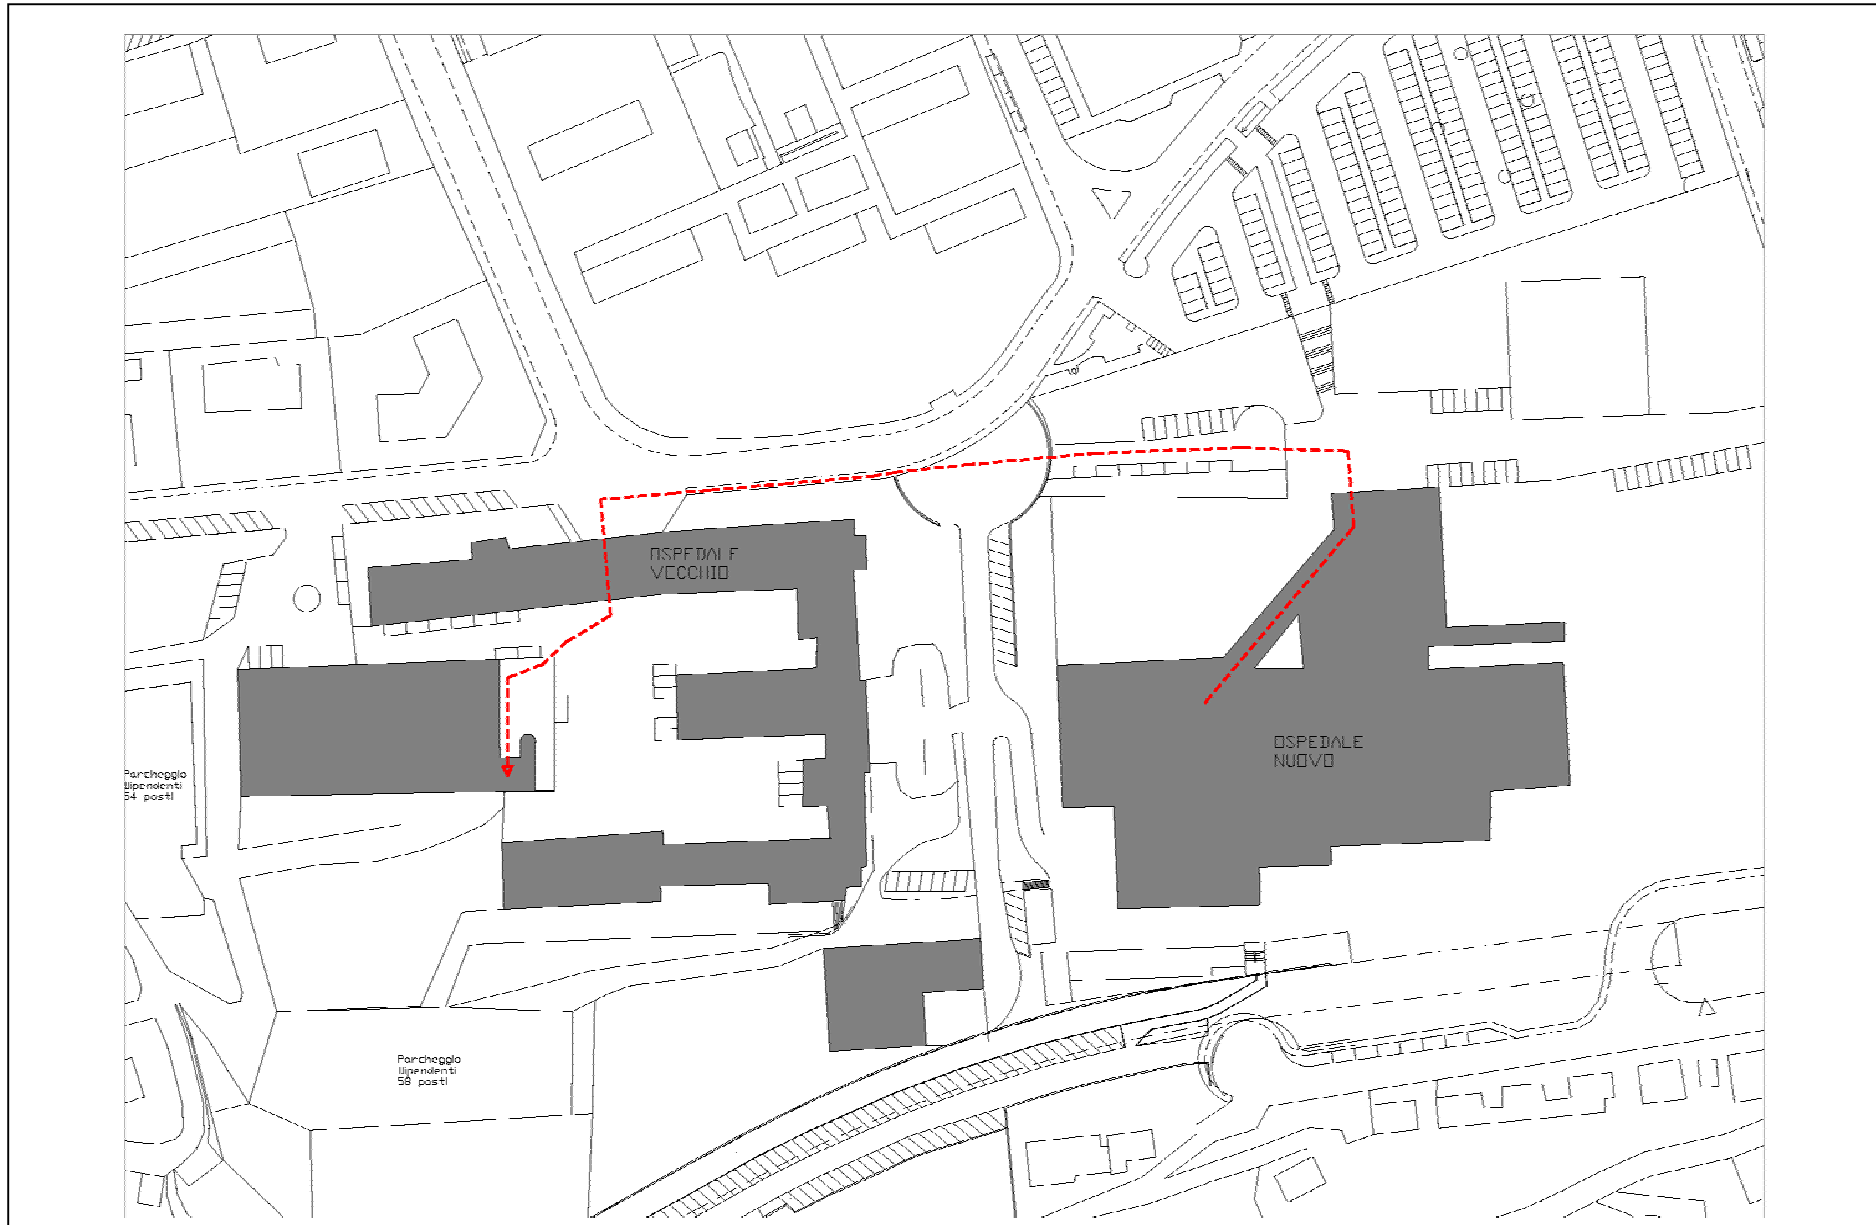 OSPEDALE
VECCHIO
OSPEDALE
NUOVO
Parcheggio
Dipendenti
54 posti
Parcheggio
Dipendenti
58 posti